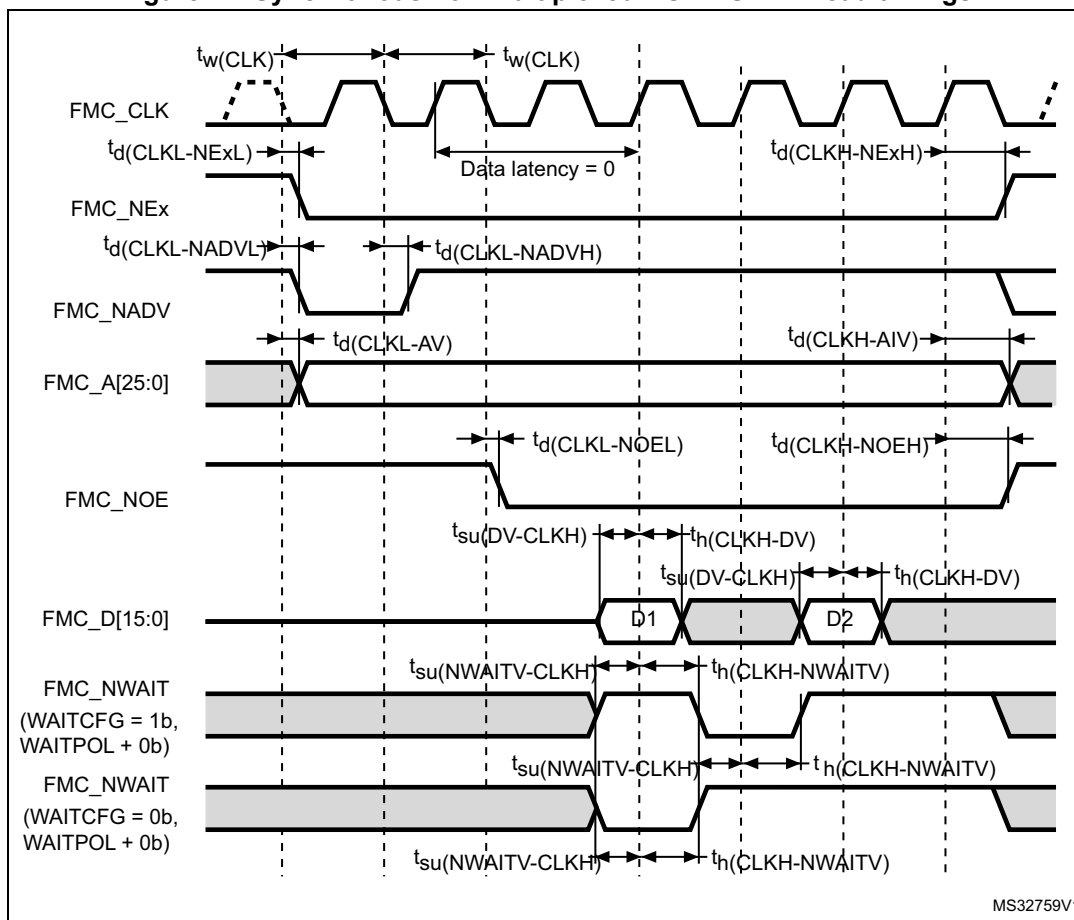 tw(CLK) tw(CLK)
FMC_CLK
td(CLKL-NExL) Data latency = 0 td(CLKH-NExH)
FMC_NEx
td(CLKL-NADVL) td(CLKL-NADVH)
FMC_NADV
td(CLKL-AV) td(CLKH-AIV)
FMC_A[25:0]
td(CLKL-NOEL) td(CLKH-NOEH)
FMC_NOE
tsu(DV-CLKH) th(CLKH-DV)
tsu(DV-CLKH) th(CLKH-DV)
FMC_D[15:0] D1 D2
tsu(NWAITV-CLKH) th(CLKH-NWAITV)
FMC_NWAIT
(WAITCFG = 1b,
WAITPOL + 0b)
tsu(NWAITV-CLKH) th(CLKH-NWAITV)
FMC_NWAIT
(WAITCFG = 0b,
WAITPOL + 0b)
tsu(NWAITV-CLKH) th(CLKH-NWAITV)